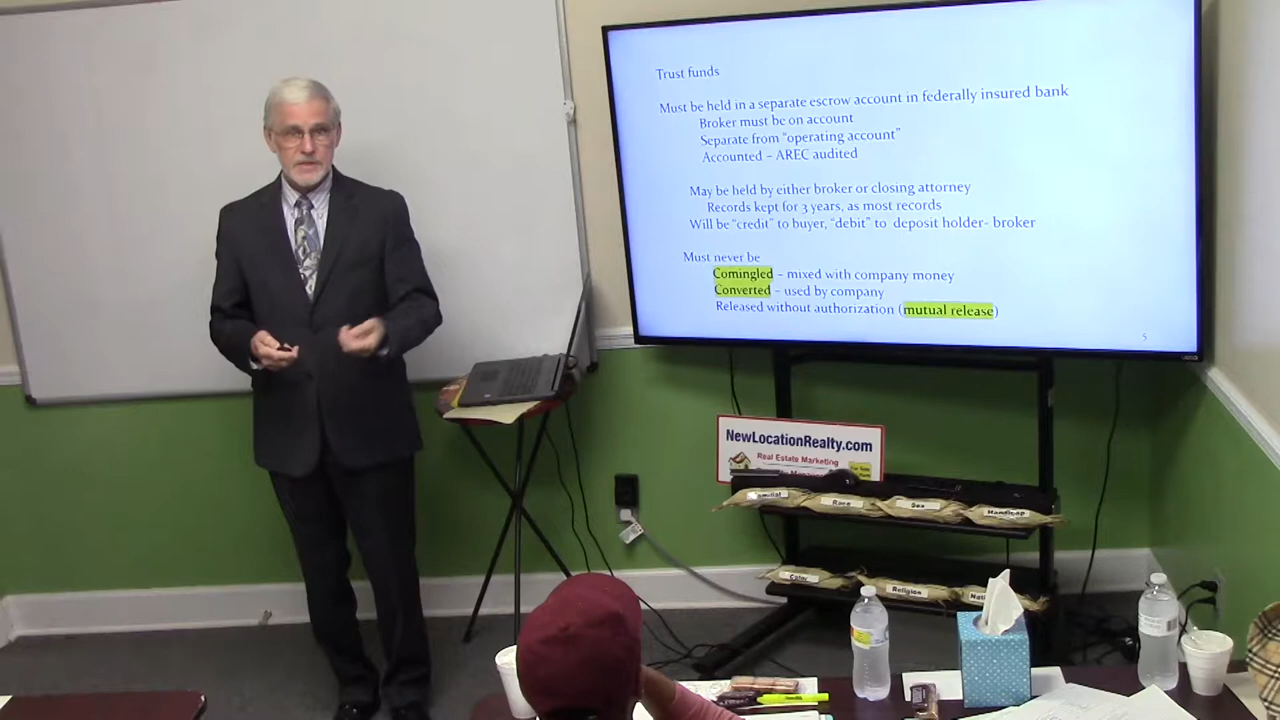 Trust funds
Must be held in a separate escrow account in federally insured bank
Broker must be on account
Separate from “operating account”
Accounted – AREC audited
May be held by either broker or closing attorney
Records kept for 3 years, as most records
Will be “credit” to buyer, “debit” to deposit holder- broker
Must never be
Comingled – mixed with company money
Converted – used by company
Released without authorization (mutual release)
5
NewLocationRealty.com
Real Estate Marketing
Familial
Race
Sex
Handicap
Color
Religion